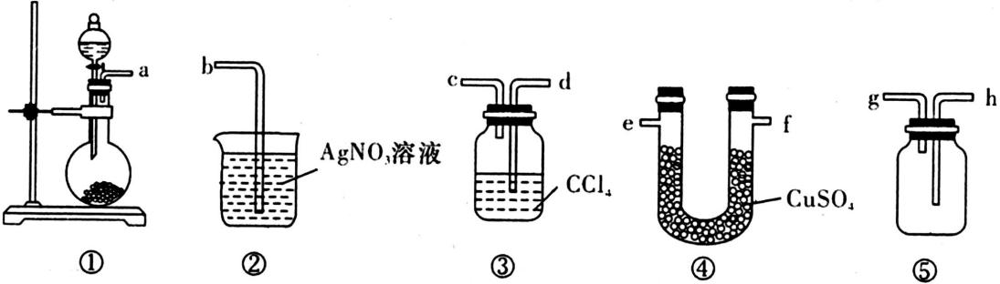 a
b
c
d
e
f
g
h
AgNO₃溶液
CCl₄
CuSO₄
① ② ③ ④ ⑤